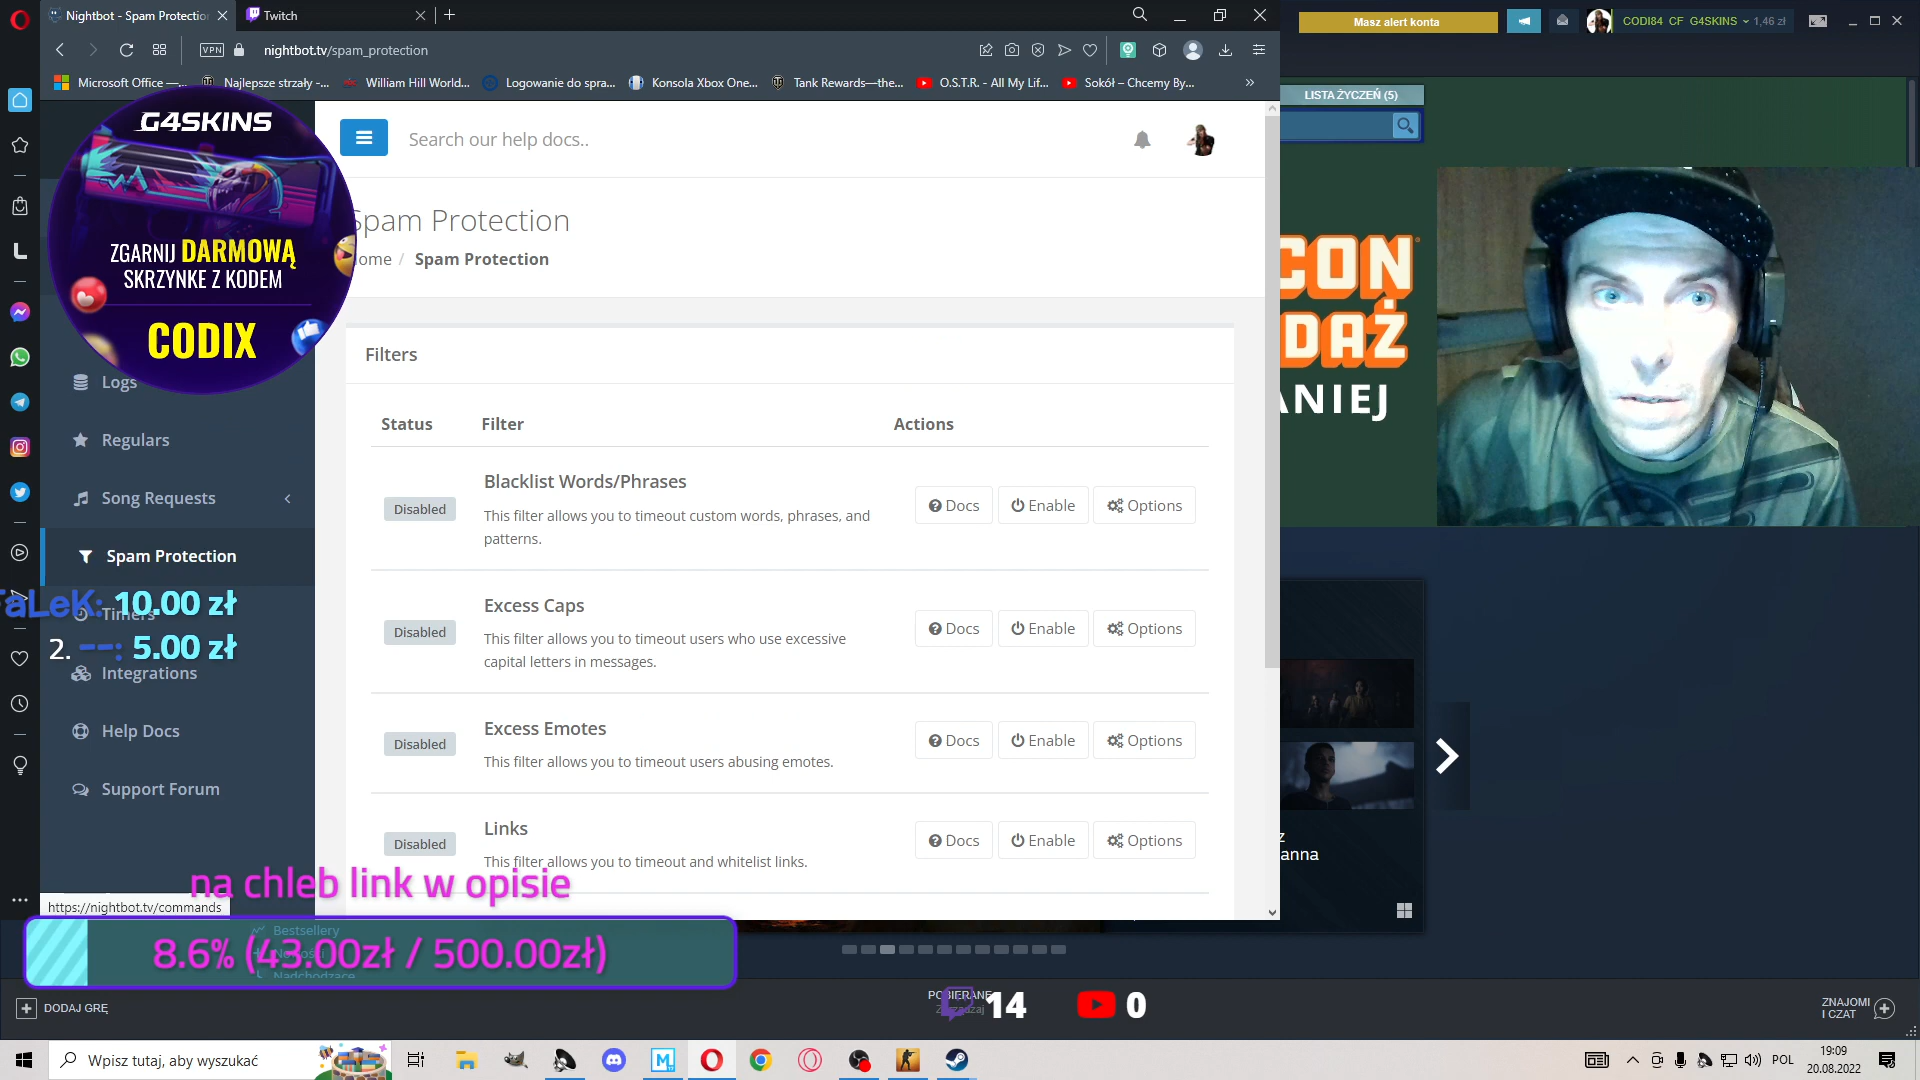 Nightbot - Spam Protection
Twitch
Masz alert konta
CODI84 CF G4SKINS
1,46 zł
VPN
nightbot.tv/spam_protection
Microsoft Office —...
Najlepsze strzały -...
William Hill World...
Logowanie do spra...
Konsola Xbox One...
Tank Rewards—the...
O.S.T.R. - All My Lif...
Sokół – Chcemy By...
LISTA ŻYCZEŃ (5)
G4SKINS
ZGARNIJ DARMOWĄ
SKRZYNKE Z KODEM
CODIX
Search our help docs..
Spam Protection
ome / Spam Protection
CON
DAŻ
ANIEJ
Filters
Status Filter Actions
Blacklist Words/Phrases
Disabled
This filter allows you to timeout custom words, phrases, and
patterns.
Docs Enable Options
Excess Caps
Disabled
This filter allows you to timeout users who use excessive
capital letters in messages.
Docs Enable Options
Excess Emotes
Disabled
This filter allows you to timeout users abusing emotes.
Docs Enable Options
Links
Disabled
This filter allows you to timeout and whitelist links.
Docs Enable Options
Logs
Regulars
Song Requests
Spam Protection
Timers
Integrations
Help Docs
Support Forum
aLeK: 10.00 zł
2. --: 5.00 zł
z
anna
na chleb link w opisie
https://nightbot.tv/commands
Bestsellery
Nadchodzące
8.6% (43.00zł / 500.00zł)
DODAJ GRĘ
POBIERANE
14
0
ZNAJOMI
I CZAT
Wpisz tutaj, aby wyszukać
POL
19:09
20.08.2022